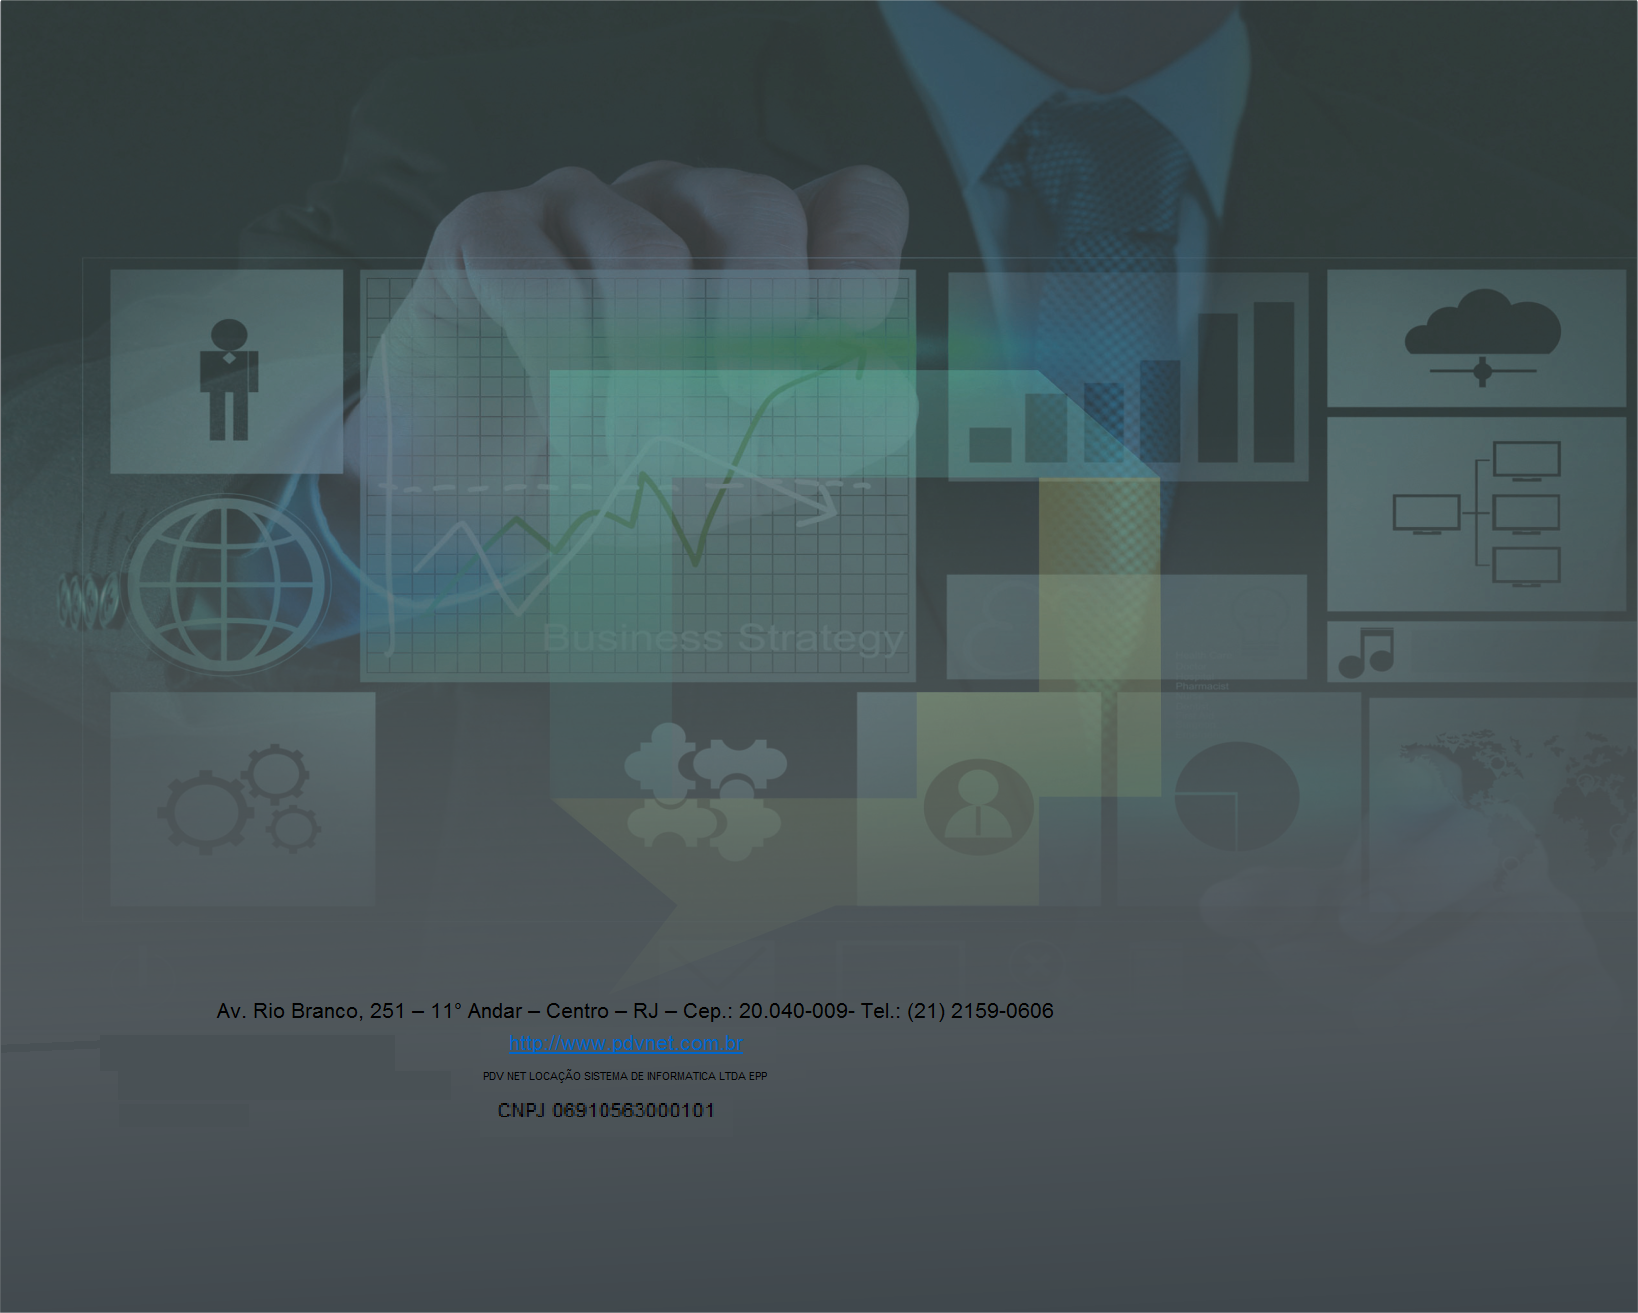 Business Strategy
Pharmacist
Av. Rio Branco, 251 – 11° Andar – Centro – RJ – Cep.: 20.040-009- Tel.: (21) 2159-0606
http://www.pdvnet.com.br
PDV NET LOCAÇÃO SISTEMA DE INFORMATICA LTDA EPP
CNPJ 06910563000101